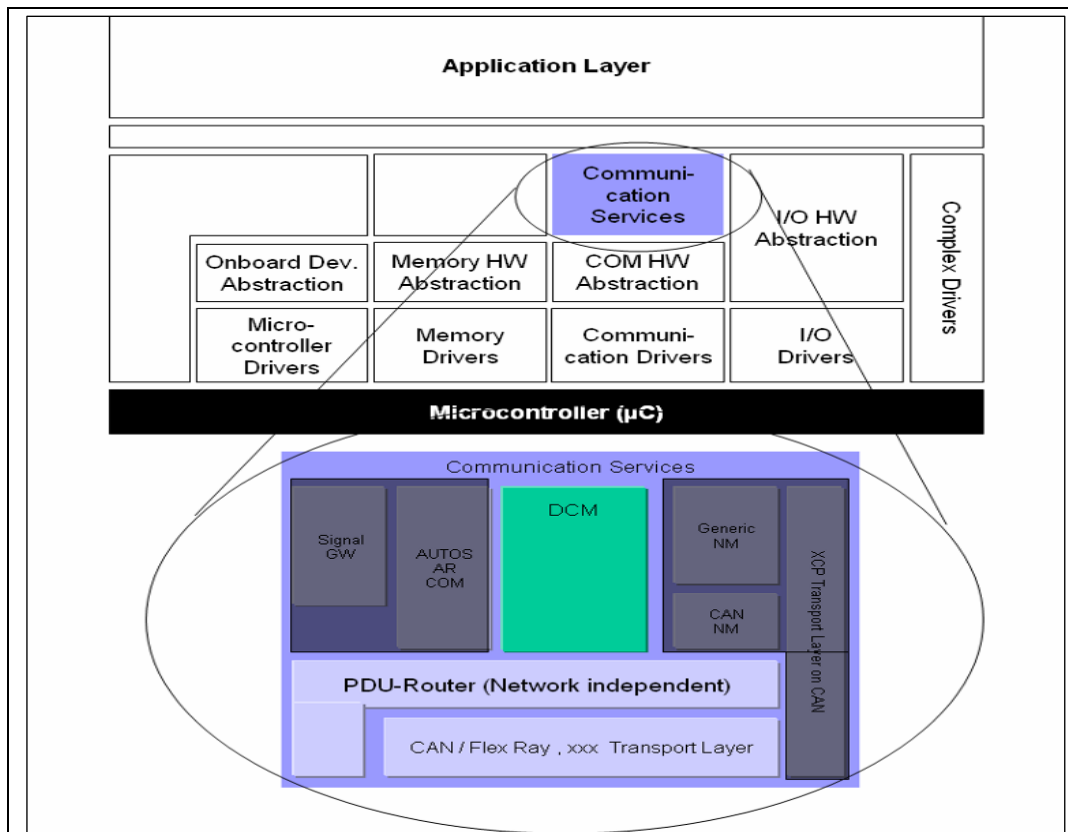 Application Layer
Communi-
cation
Services
I/O HW
Abstraction
Complex Drivers
Onboard Dev.
Abstraction
Memory HW
Abstraction
COM HW
Abstraction
Micro-
controller
Drivers
Memory
Drivers
Communi-
cation Drivers
I/O
Drivers
Microcontroller (µC)
Communication Services
Signal
GW
AUTOS
AR
COM
DCM
Generic
NM
CAN
NM
XCP Transport Layer on CAN
PDU-Router (Network independent)
CAN / Flex Ray , xxx Transport Layer